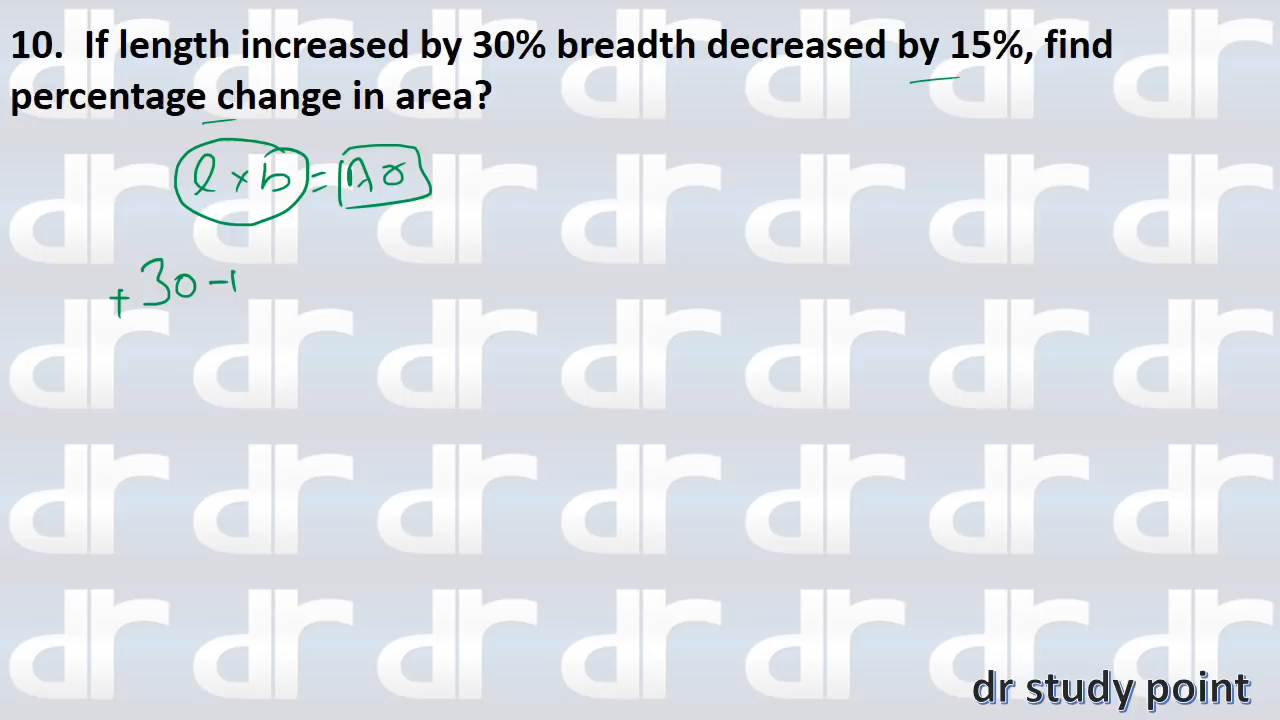 10. If length increased by 30% breadth decreased by 15%, find
percentage change in area?
l × b = Ar
+ 30 - 1
dr study point